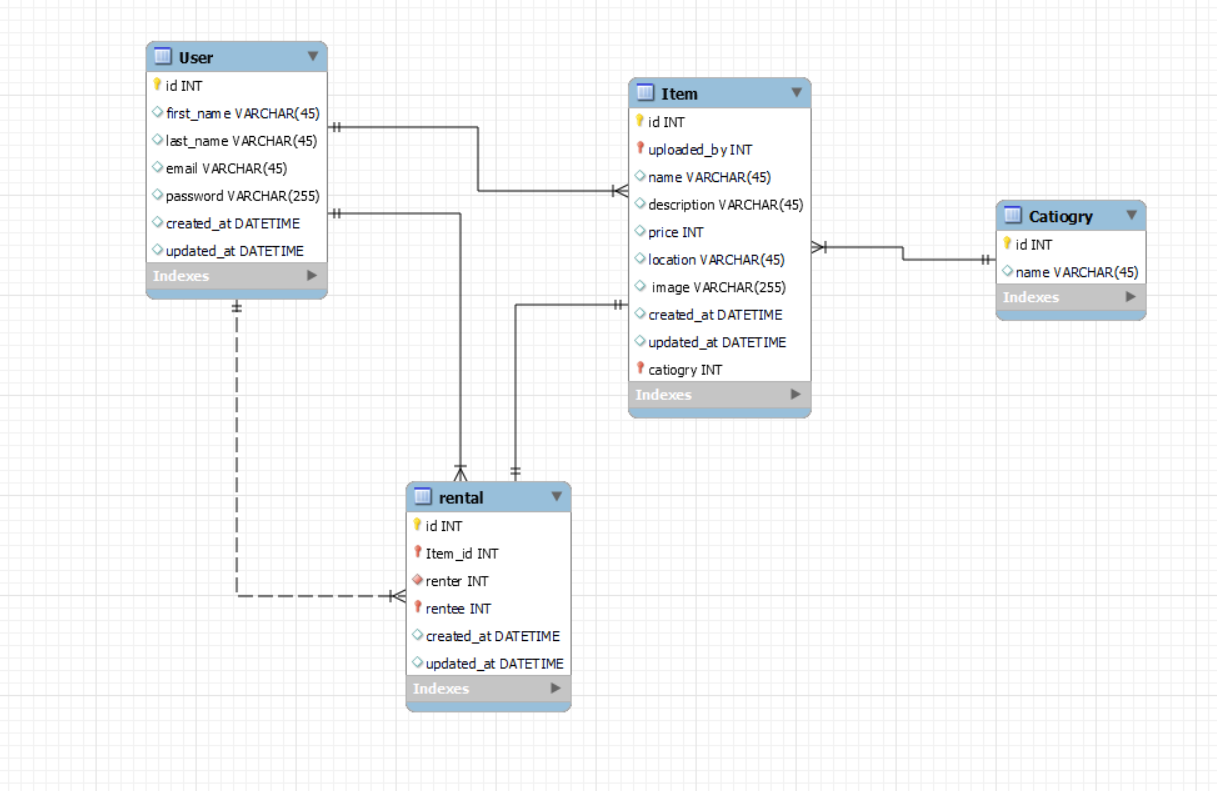 User
id INT
first_name VARCHAR(45)
last_name VARCHAR(45)
email VARCHAR(45)
password VARCHAR(255)
created_at DATETIME
updated_at DATETIME
Indexes
Item
id INT
uploaded_by INT
name VARCHAR(45)
description VARCHAR(45)
price INT
location VARCHAR(45)
image VARCHAR(255)
created_at DATETIME
updated_at DATETIME
catiogry INT
Indexes
Catiogry
id INT
name VARCHAR(45)
Indexes
rental
id INT
Item_id INT
renter INT
rentee INT
created_at DATETIME
updated_at DATETIME
Indexes